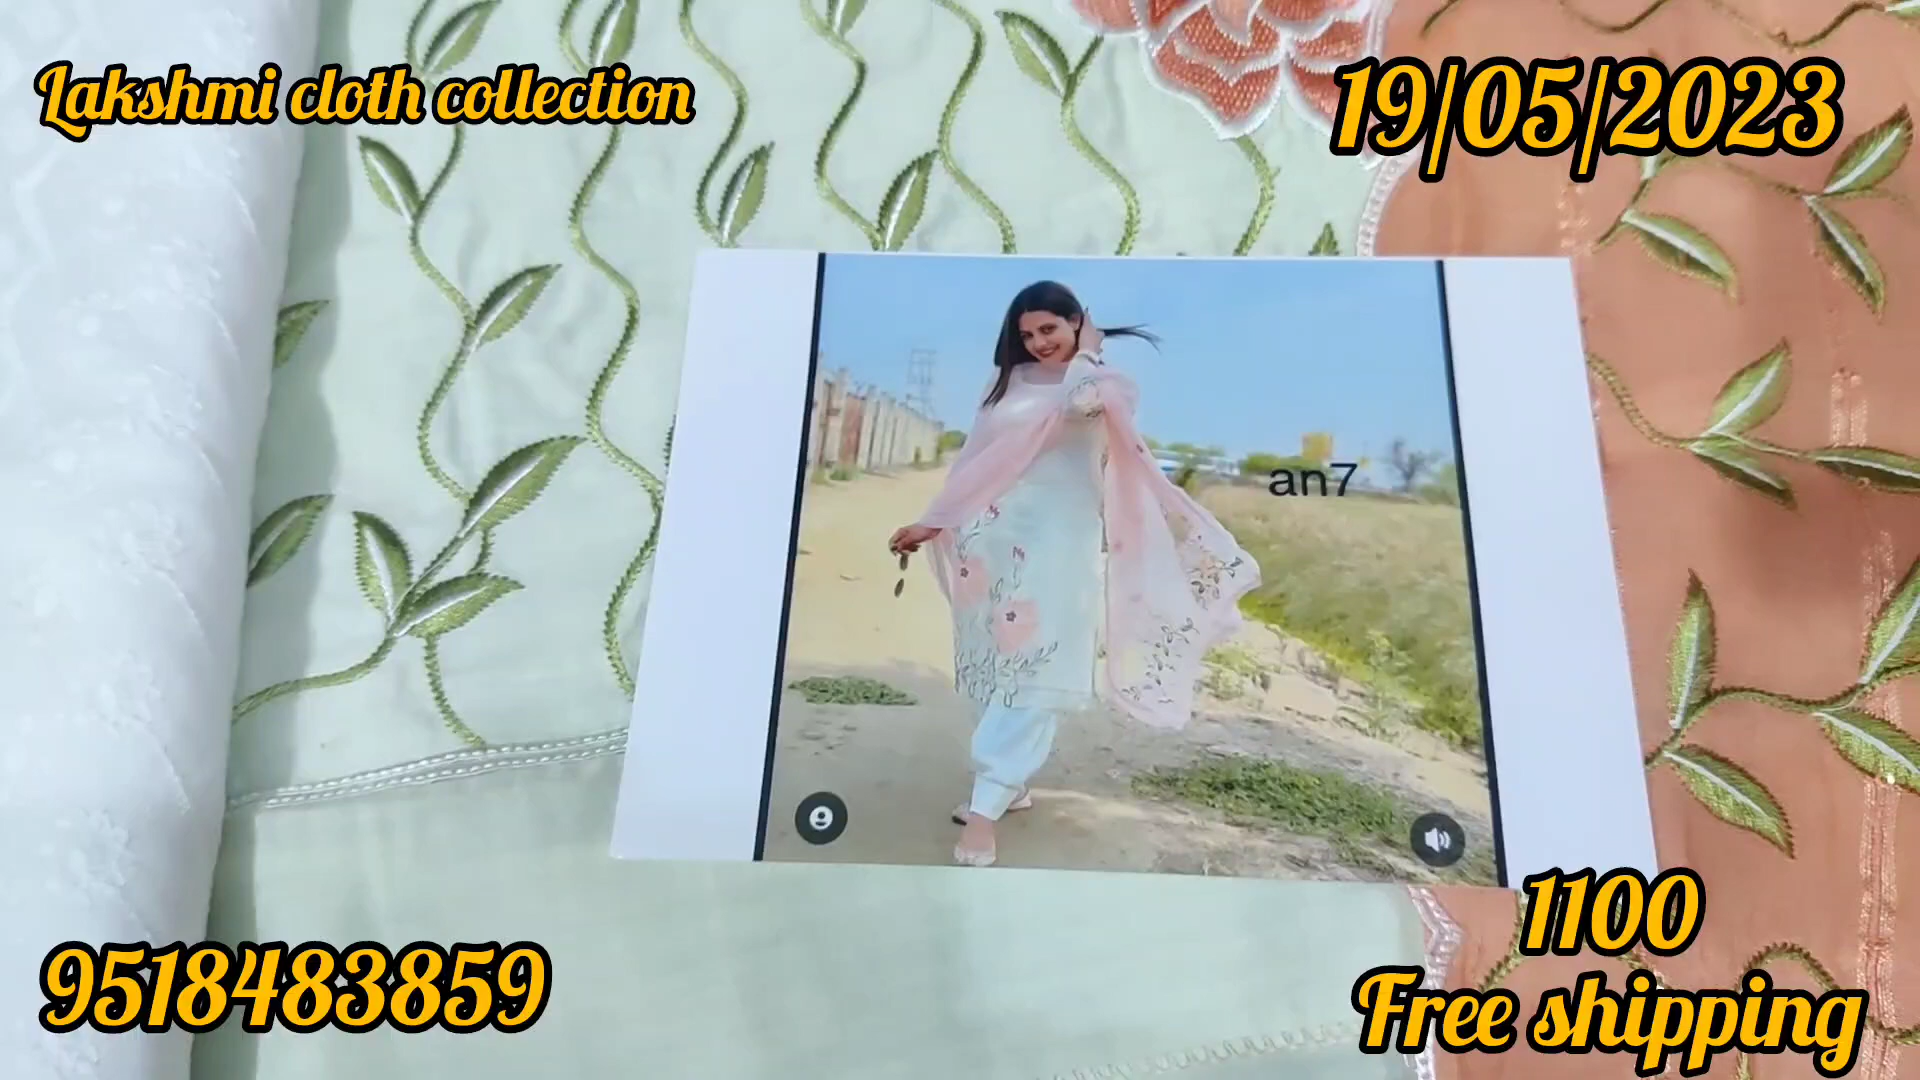 Lakshmi cloth collection
19/05/2023
an7
9518483859
1100
Free shipping